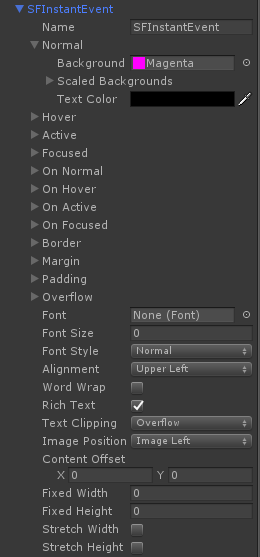 SFInstantEvent
Name SFInstantEvent
Normal
Background Magenta
Scaled Backgrounds
Text Color
Hover
Active
Focused
On Normal
On Hover
On Active
On Focused
Border
Margin
Padding
Overflow
Font None (Font)
Font Size 0
Font Style Normal
Alignment Upper Left
Word Wrap
Rich Text
Text Clipping Overflow
Image Position Image Left
Content Offset
X 0 Y 0
Fixed Width 0
Fixed Height 0
Stretch Width
Stretch Height